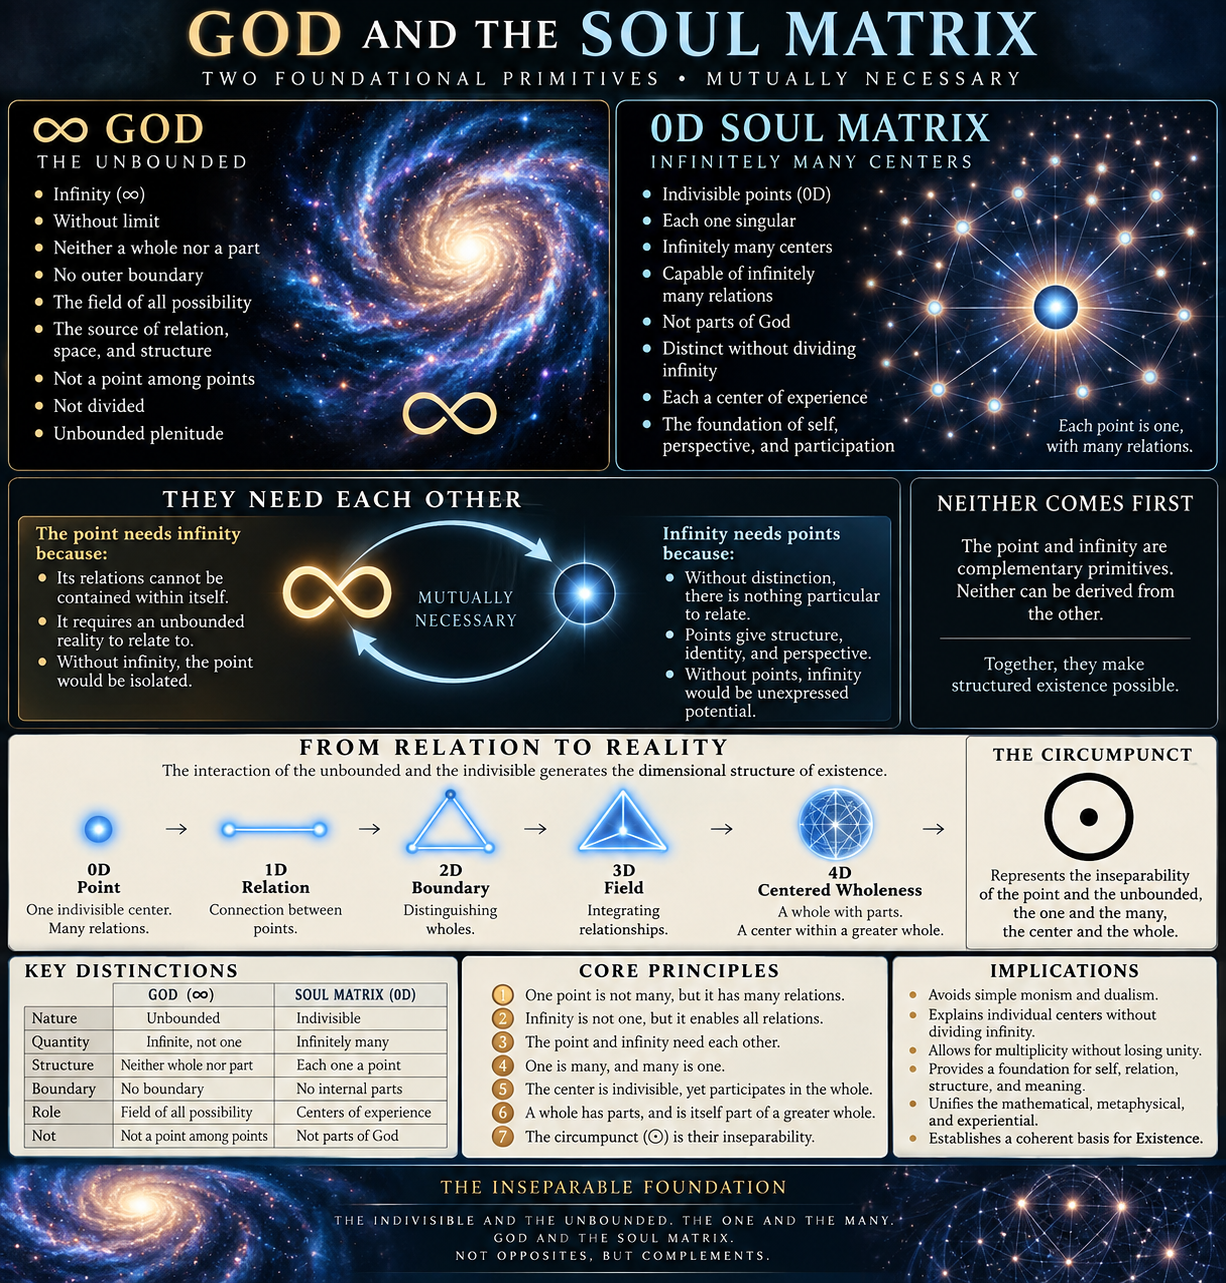 GOD AND THE SOUL MATRIX
TWO FOUNDATIONAL PRIMITIVES • MUTUALLY NECESSARY
∞ GOD
THE UNBOUNDED
• Infinity (∞)
• Without limit
• Neither a whole nor a part
• No outer boundary
• The field of all possibility
• The source of relation,
space, and structure
• Not a point among points
• Not divided
• Unbounded plenitude
∞
0D SOUL MATRIX
INFINITELY MANY CENTERS
• Indivisible points (0D)
• Each one singular
• Infinitely many centers
• Capable of infinitely
many relations
• Not parts of God
• Distinct without dividing
infinity
• Each a center of experience
• The foundation of self,
perspective, and participation
Each point is one,
with many relations.
THEY NEED EACH OTHER
The point needs infinity
because:
• Its relations cannot be
contained within itself.
• It requires an unbounded
reality to relate to.
• Without infinity, the point
would be isolated.
∞
MUTUALLY
NECESSARY
Infinity needs points
because:
• Without distinction,
there is nothing particular
to relate.
• Points give structure,
identity, and perspective.
• Without points, infinity
would be unexpressed
potential.
NEITHER COMES FIRST
The point and infinity are
complementary primitives.
Neither can be derived from
the other.
Together, they make
structured existence possible.
FROM RELATION TO REALITY
The interaction of the unbounded and the indivisible generates the dimensional structure of existence.
→ → → → →
0D
Point
One indivisible center.
Many relations.
1D
Relation
Connection between
points.
2D
Boundary
Distinguishing
wholes.
3D
Field
Integrating
relationships.
4D
Centered Wholeness
A whole with parts.
A center within a greater whole.
THE CIRCUMPUNCT
Represents the inseparability
of the point and the unbounded,
the one and the many,
the center and the whole.
KEY DISTINCTIONS
GOD (∞) SOUL MATRIX (0D)
Nature Unbounded Indivisible
Quantity Infinite, not one Infinitely many
Structure Neither whole nor part Each one a point
Boundary No boundary No internal parts
Role Field of all possibility Centers of experience
Not Not a point among points Not parts of God
CORE PRINCIPLES
1 One point is not many, but it has many relations.
2 Infinity is not one, but it enables all relations.
3 The point and infinity need each other.
4 One is many, and many is one.
5 The center is indivisible, yet participates in the whole.
6 A whole has parts, and is itself part of a greater whole.
7 The circumpunct (⊙) is their inseparability.
IMPLICATIONS
• Avoids simple monism and dualism.
• Explains individual centers without
dividing infinity.
• Allows for multiplicity without losing unity.
• Provides a foundation for self, relation,
structure, and meaning.
• Unifies the mathematical, metaphysical,
and experiential.
• Establishes a coherent basis for Existence.
THE INSEPARABLE FOUNDATION
THE INDIVISIBLE AND THE UNBOUNDED. THE ONE AND THE MANY.
GOD AND THE SOUL MATRIX.
NOT OPPOSITES, BUT COMPLEMENTS.